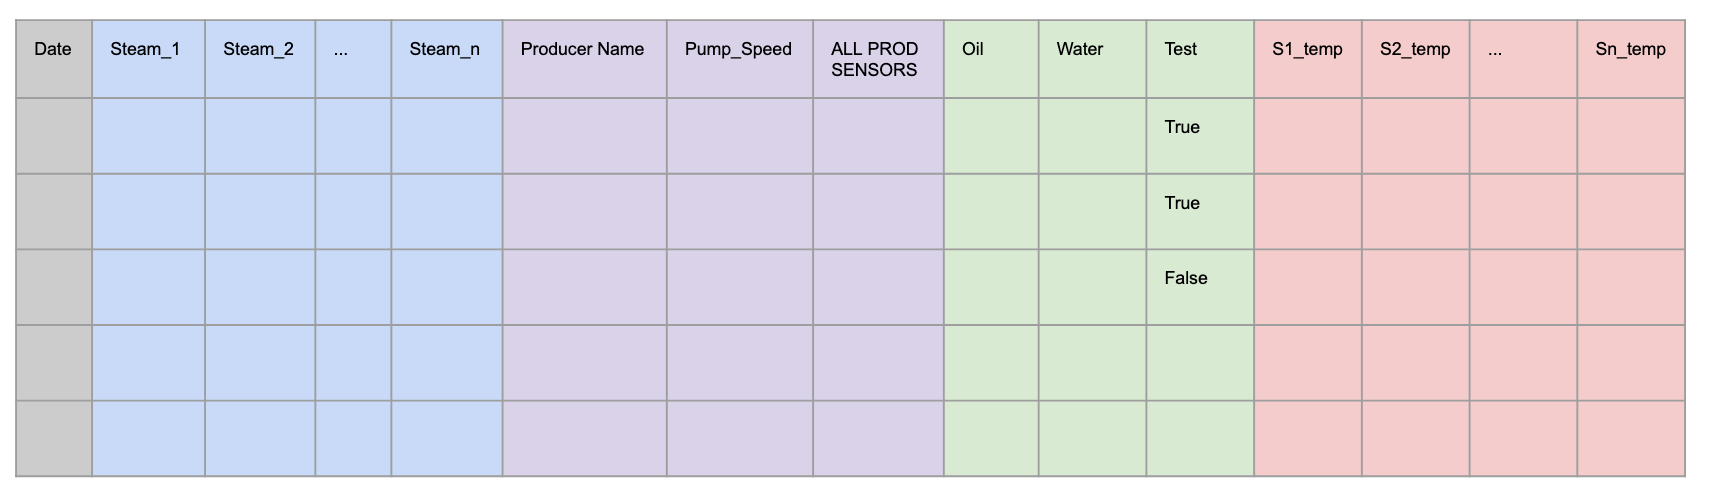 Date Steam_1 Steam_2 ... Steam_n Producer Name Pump_Speed ALL PROD SENSORS Oil Water Test S1_temp S2_temp ... Sn_temp
True
True
False